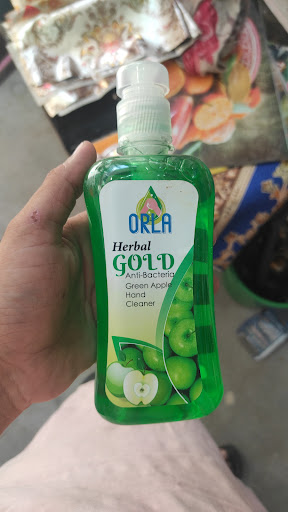 ORLA
Herbal
GOLD
Anti-Bacteria
Green Apple
Hand
Cleaner